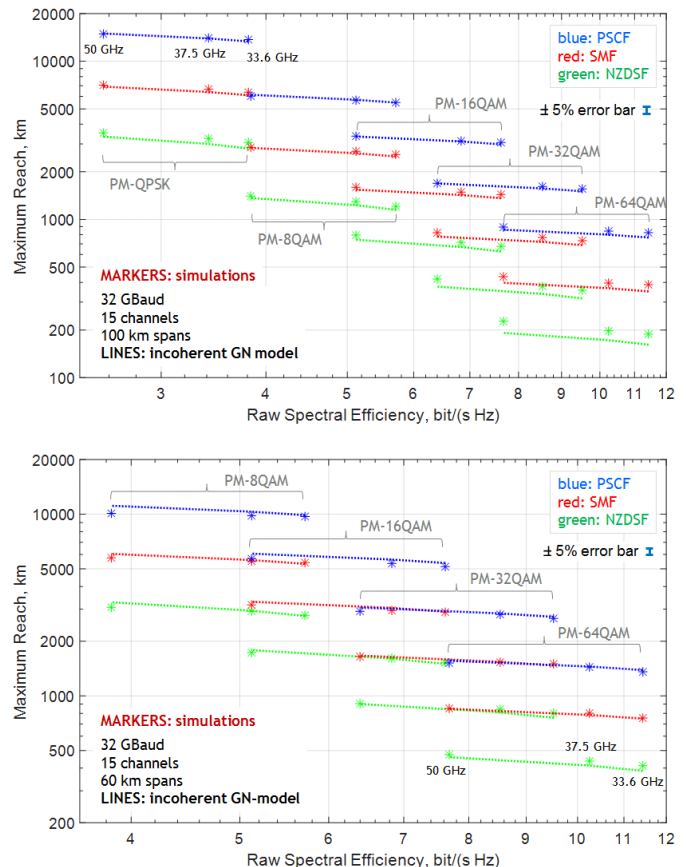 20000
10000
5000
2000
1000
500
200
100
Maximum Reach, km
50 GHz
37.5 GHz
33.6 GHz
blue: PSCF
red: SMF
green: NZDSF
± 5% error bar
PM-16QAM
PM-32QAM
PM-QPSK
PM-64QAM
PM-8QAM
MARKERS: simulations
32 GBaud
15 channels
100 km spans
LINES: incoherent GN model
3 4 5 6 7 8 9 10 11 12
Raw Spectral Efficiency, bit/(s Hz)
20000
10000
5000
2000
1000
500
200
Maximum Reach, km
PM-8QAM
blue: PSCF
red: SMF
green: NZDSF
PM-16QAM
± 5% error bar
PM-32QAM
PM-64QAM
MARKERS: simulations
32 GBaud
15 channels
60 km spans
LINES: incoherent GN-model
50 GHz
37.5 GHz
33.6 GHz
4 5 6 7 8 9 10 11 12
Raw Spectral Efficiency, bit/(s Hz)